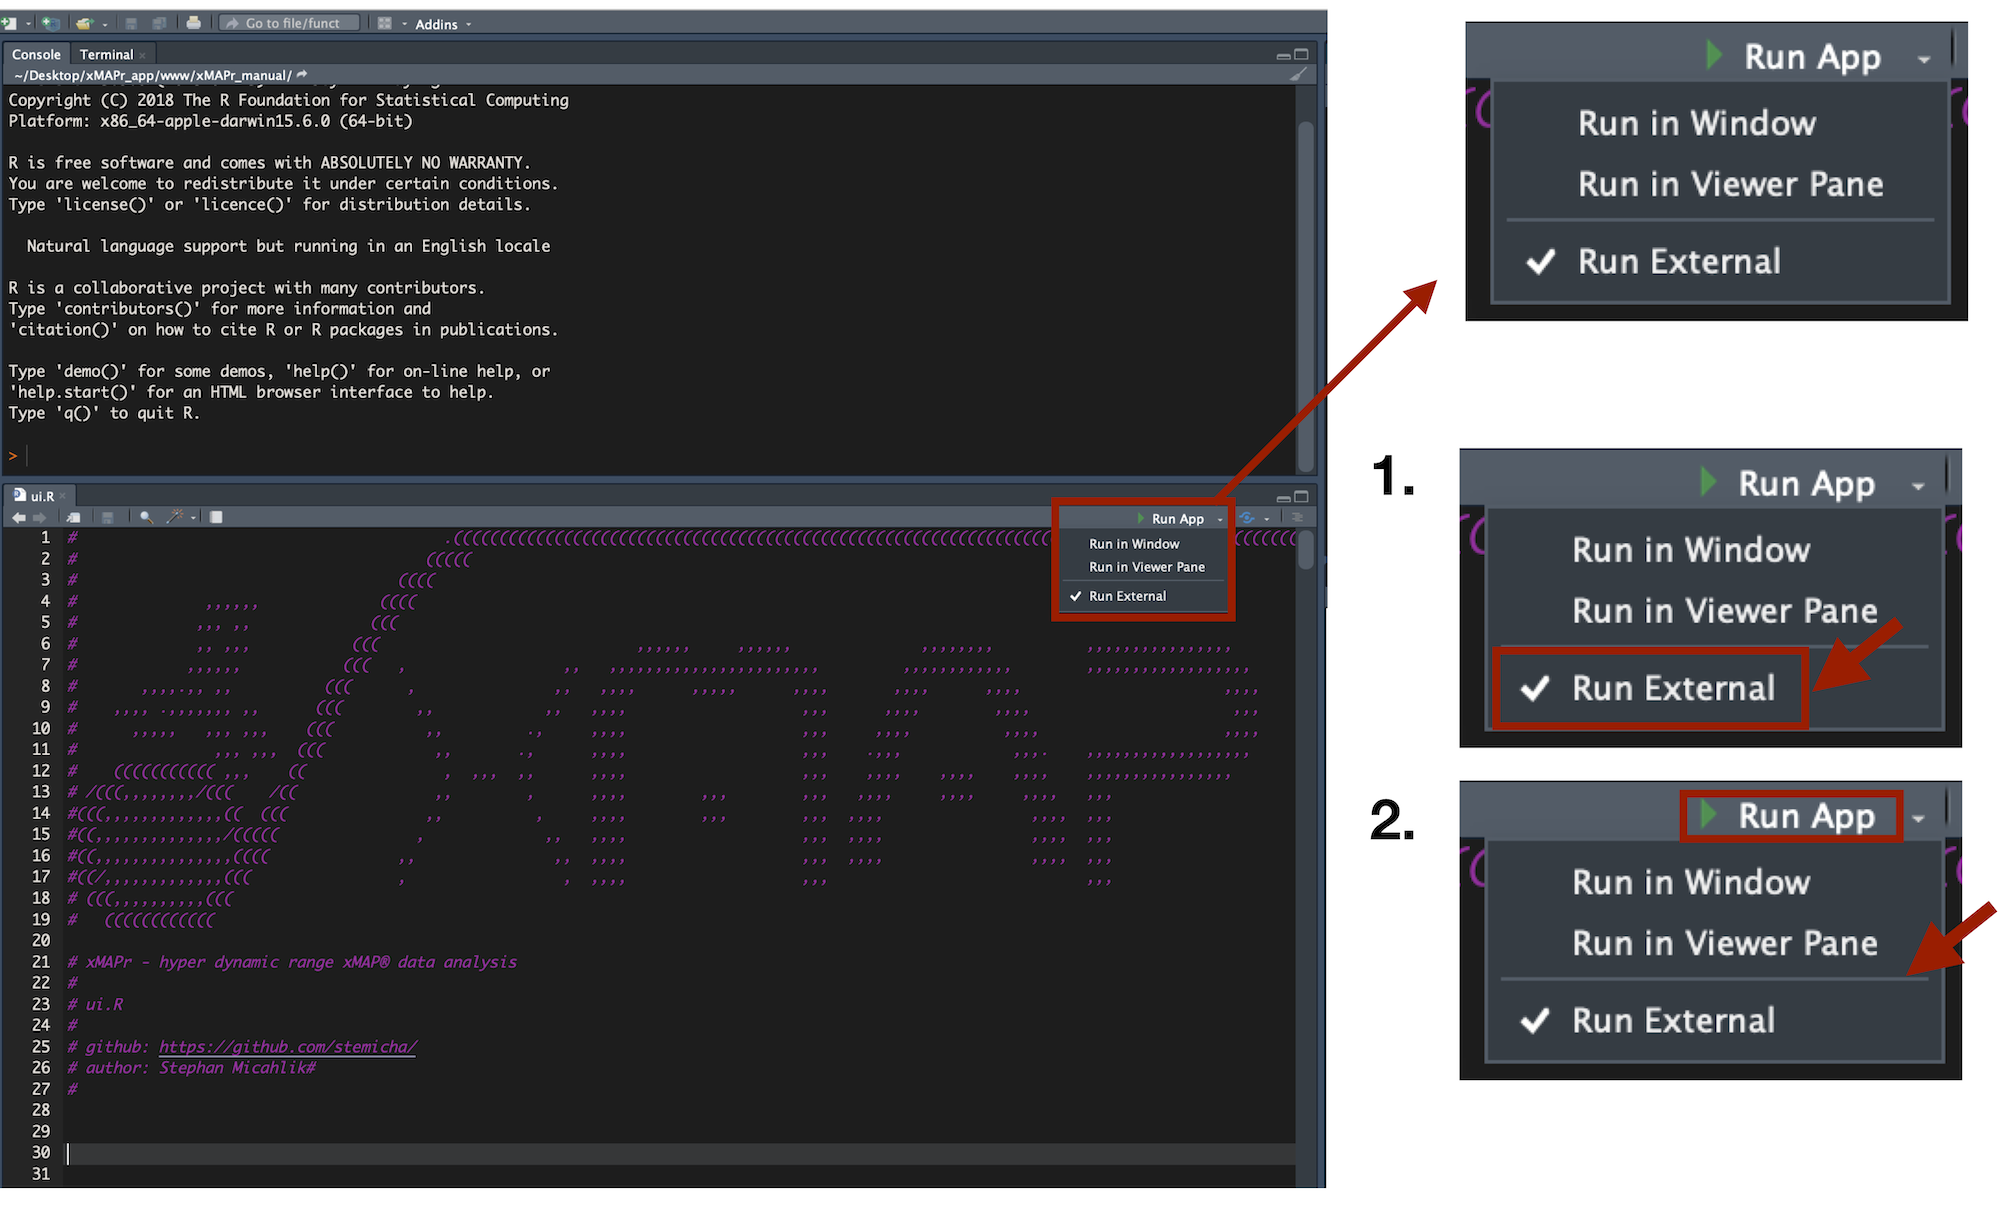 Go to file/funct
Addins
Console
Terminal
~/Desktop/xMAPr_app/www/xMAPr_manual/
Copyright (C) 2018 The R Foundation for Statistical Computing
Platform: x86_64-apple-darwin15.6.0 (64-bit)
R is free software and comes with ABSOLUTELY NO WARRANTY.
You are welcome to redistribute it under certain conditions.
Type 'license()' or 'licence()' for distribution details.
Natural language support but running in an English locale
R is a collaborative project with many contributors.
Type 'contributors()' for more information and
'citation()' on how to cite R or R packages in publications.
Type 'demo()' for some demos, 'help()' for on-line help, or
'help.start()' for an HTML browser interface to help.
Type 'q()' to quit R.
>
ui.R
Run App
Run in Window
Run in Viewer Pane
Run External
1 #
2 #
3 #
4 #
5 #
6 #
7 #
8 #
9 #
10 #
11 #
12 #
13 #
14 #
15 #
16 #
17 #
18 #
19 #
20
21 # xMAPr - hyper dynamic range xMAP® data analysis
22 #
23 # ui.R
24 #
25 # github: https://github.com/stemicha/
26 # author: Stephan Micahlik#
27 #
28
29
30
31
Run App
Run in Window
Run in Viewer Pane
Run External
1.
Run App
Run in Window
Run in Viewer Pane
Run External
2.
Run App
Run in Window
Run in Viewer Pane
Run External